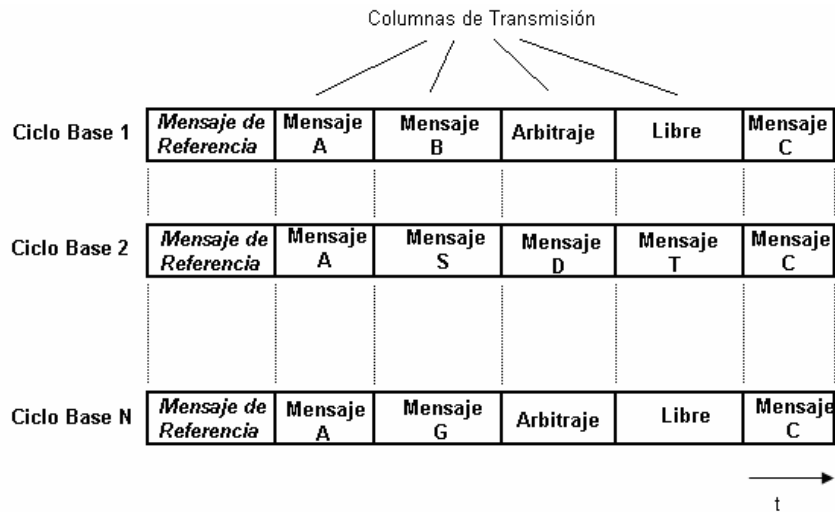 Columnas de Transmisión
Ciclo Base 1
Mensaje de
Referencia
Mensaje
A
Mensaje
B
Arbitraje
Libre
Mensaje
C
Ciclo Base 2
Mensaje de
Referencia
Mensaje
A
Mensaje
S
Mensaje
D
Mensaje
T
Mensaje
C
Ciclo Base N
Mensaje de
Referencia
Mensaje
A
Mensaje
G
Arbitraje
Libre
Mensaje
C
t